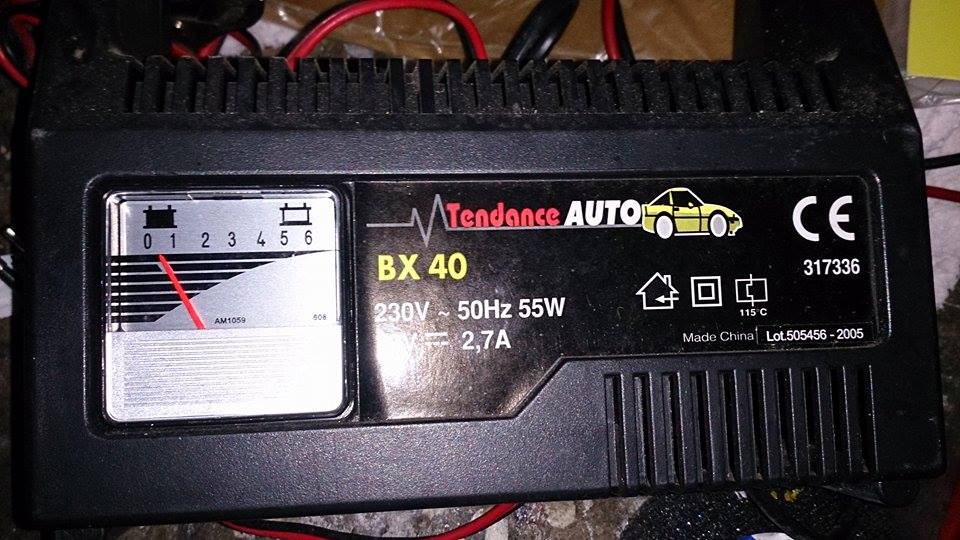 0 1 2 3 4 5 6
AM1059 608
Tendance AUTO
BX 40
230V ~ 50Hz 55W
2,7A
CE
317336
115°C
Made China Lot.505456 - 2005